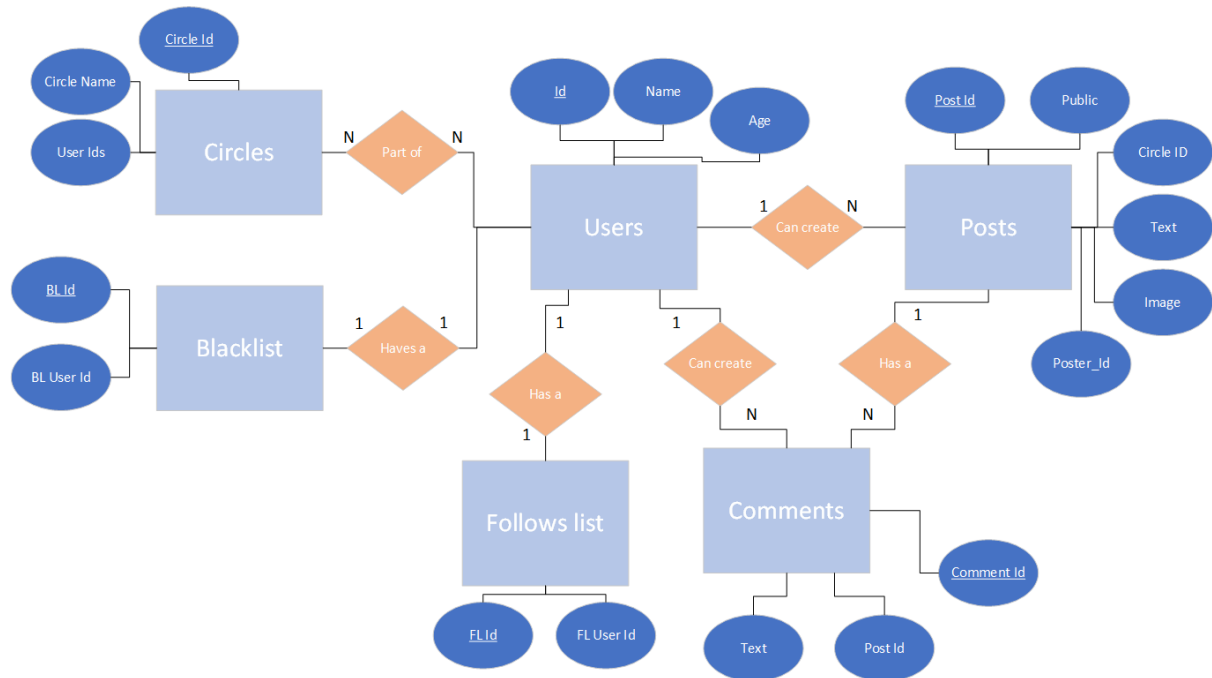 Circle Id
Circle Name
User Ids
Circles
N
Part of
N
Id
Name
Age
Users
1
Can create
N
Post Id
Public
Circle ID
Text
Image
Poster_Id
Posts
BL Id
BL User Id
Blacklist
1
Haves a
1
1
Has a
1
1
Can create
N
1
Has a
N
Follows list
FL Id
FL User Id
Comments
Comment Id
Text
Post Id